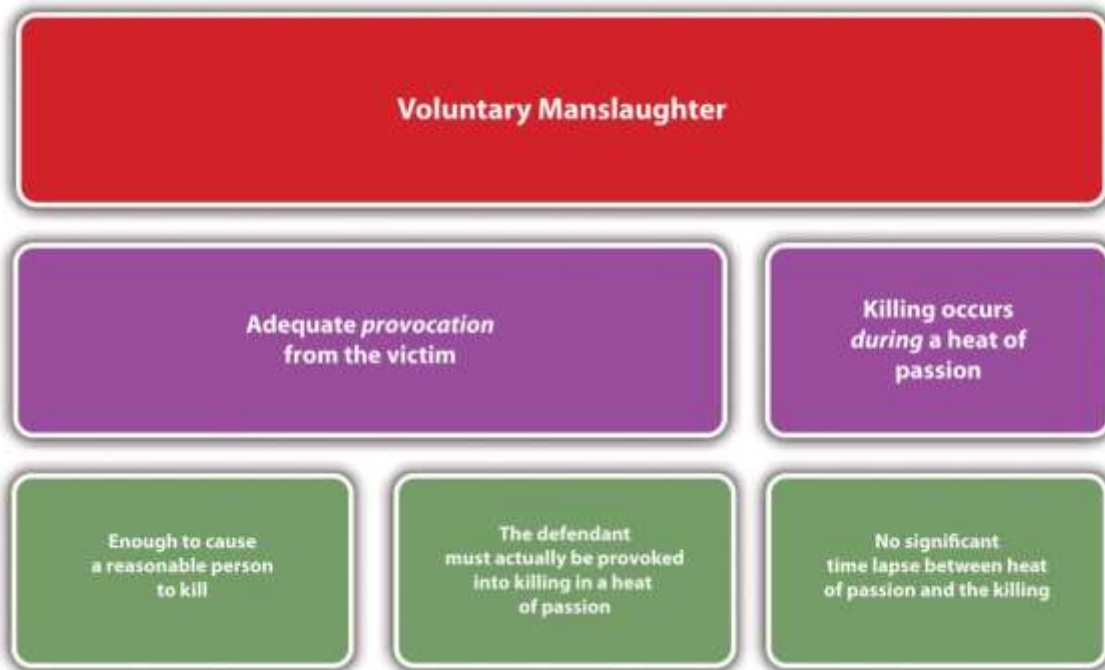 Voluntary Manslaughter
Adequate provocation
from the victim
Killing occurs
during a heat of
passion
Enough to cause
a reasonable person
to kill
The defendant
must actually be provoked
into killing in a heat
of passion
No significant
time lapse between heat
of passion and the killing